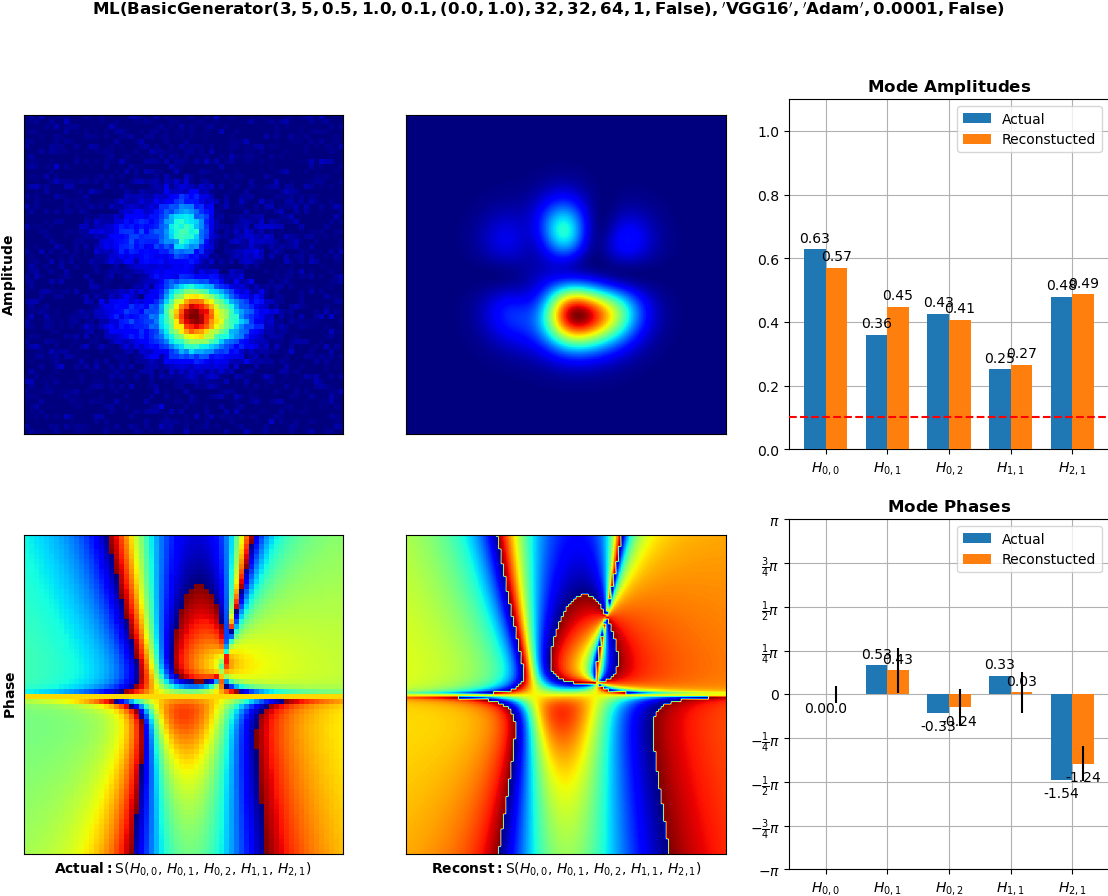 ML(BasicGenerator(3, 5, 0.5, 1.0, 0.1, (0.0, 1.0), 32, 32, 64, 1, False), 'VGG16', 'Adam', 0.0001, False)
Amplitude
Mode Amplitudes
Actual
Reconstucted
1.0
0.8
0.6
0.4
0.2
0.0
0.63
0.57
0.36
0.45
0.43
0.41
0.25
0.27
0.48
0.49
H0,0
H0,1
H0,2
H1,1
H2,1
Phase
Actual: S(H0,0, H0,1, H0,2, H1,1, H2,1)
Reconst: S(H0,0, H0,1, H0,2, H1,1, H2,1)
Mode Phases
Actual
Reconstucted
π
3/4π
1/2π
1/4π
0
−1/4π
−1/2π
−3/4π
−π
0.00
0.0
0.53
0.43
-0.33
-0.24
0.33
0.03
-1.54
-1.24
H0,0
H0,1
H0,2
H1,1
H2,1